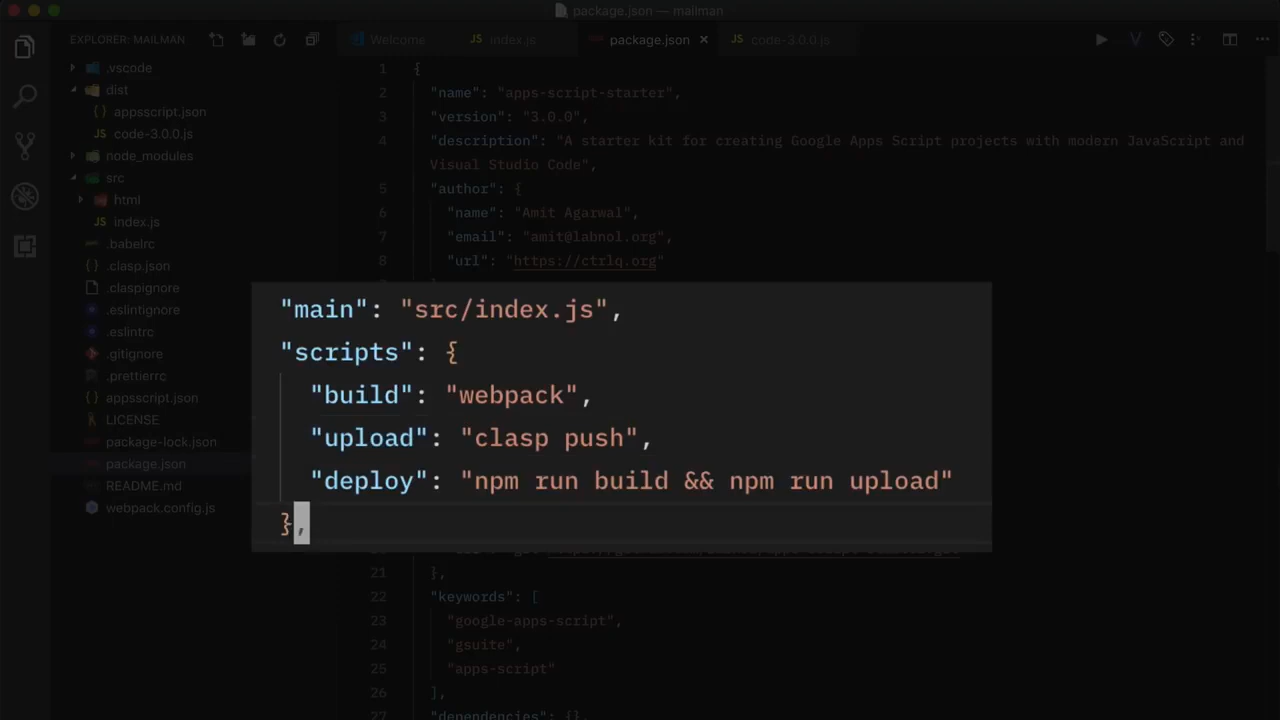 package.json — mailman
EXPLORER: MAILMAN
Welcome
JS index.js
package.json ×
JS code-3.0.0.js
.vscode
dist
{} appsscript.json
JS code-3.0.0.js
node_modules
src
html
JS index.js
.babelrc
{} .clasp.json
.claspignore
.eslintignore
.eslintrc
.gitignore
.prettierrc
{} appsscript.json
LICENSE
package-lock.json
package.json
README.md
webpack.config.js
1 {
2 "name": "apps-script-starter",
3 "version": "3.0.0",
4 "description": "A starter kit for creating Google Apps Script projects with modern JavaScript and
Visual Studio Code",
5 "author": {
6 "name": "Amit Agarwal",
7 "email": "amit@labnol.org",
8 "url": "https://ctrlq.org"
"main": "src/index.js",
"scripts": {
"build": "webpack",
"upload": "clasp push",
"deploy": "npm run build && npm run upload"
},
21 },
22 "keywords": [
23 "google-apps-script",
24 "gsuite",
25 "apps-script"
26 ],
27 "dependencies": {},